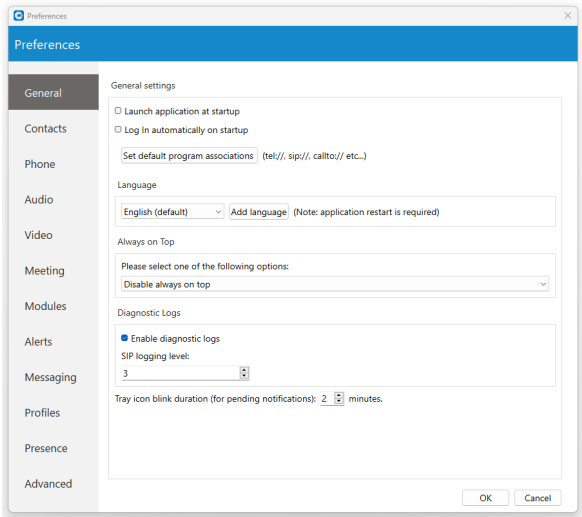 Preferences
Preferences
General
Contacts
Phone
Audio
Video
Meeting
Modules
Alerts
Messaging
Profiles
Presence
Advanced
General settings
Launch application at startup
Log In automatically on startup
Set default program associations (tel://, sip://, callto:// etc...)
Language
English (default) Add language (Note: application restart is required)
Always on Top
Please select one of the following options:
Disable always on top
Diagnostic Logs
Enable diagnostic logs
SIP logging level:
3
Tray icon blink duration (for pending notifications): 2 minutes.
OK Cancel